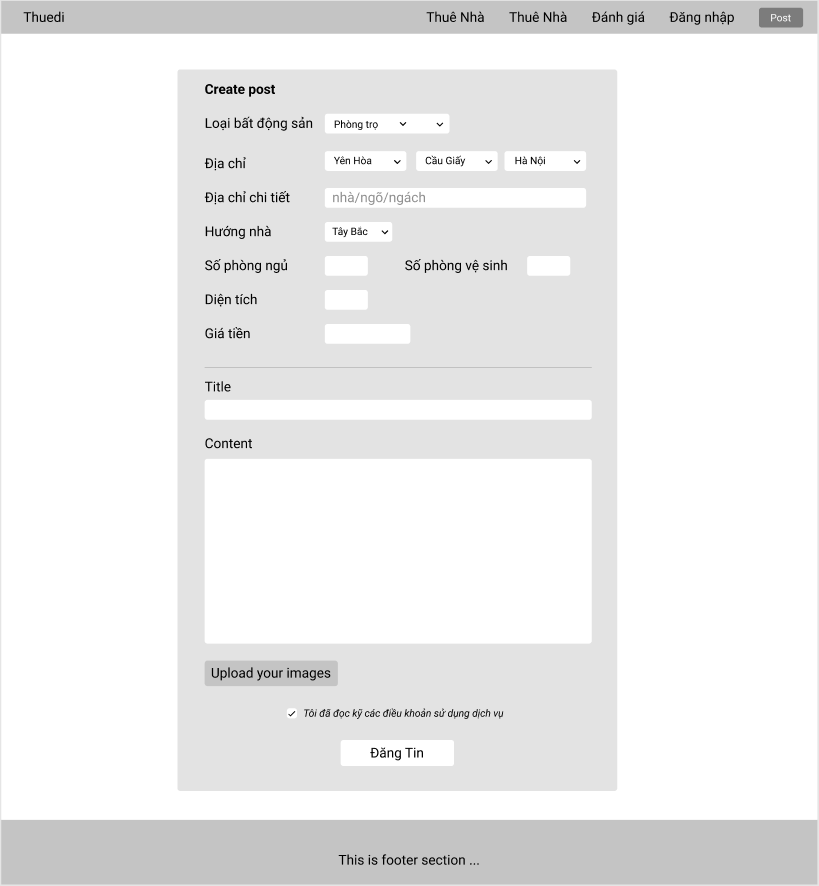 Thuedi Thuê Nhà Thuê Nhà Đánh giá Đăng nhập Post
Create post
Loại bất động sản Phòng trọ
Địa chỉ Yên Hòa Cầu Giấy Hà Nội
Địa chỉ chi tiết nhà/ngõ/ngách
Hướng nhà Tây Bắc
Số phòng ngủ Số phòng vệ sinh
Diện tích
Giá tiền
Title
Content
Upload your images
Tôi đã đọc kỹ các điều khoản sử dụng dịch vụ
Đăng Tin
This is footer section ...